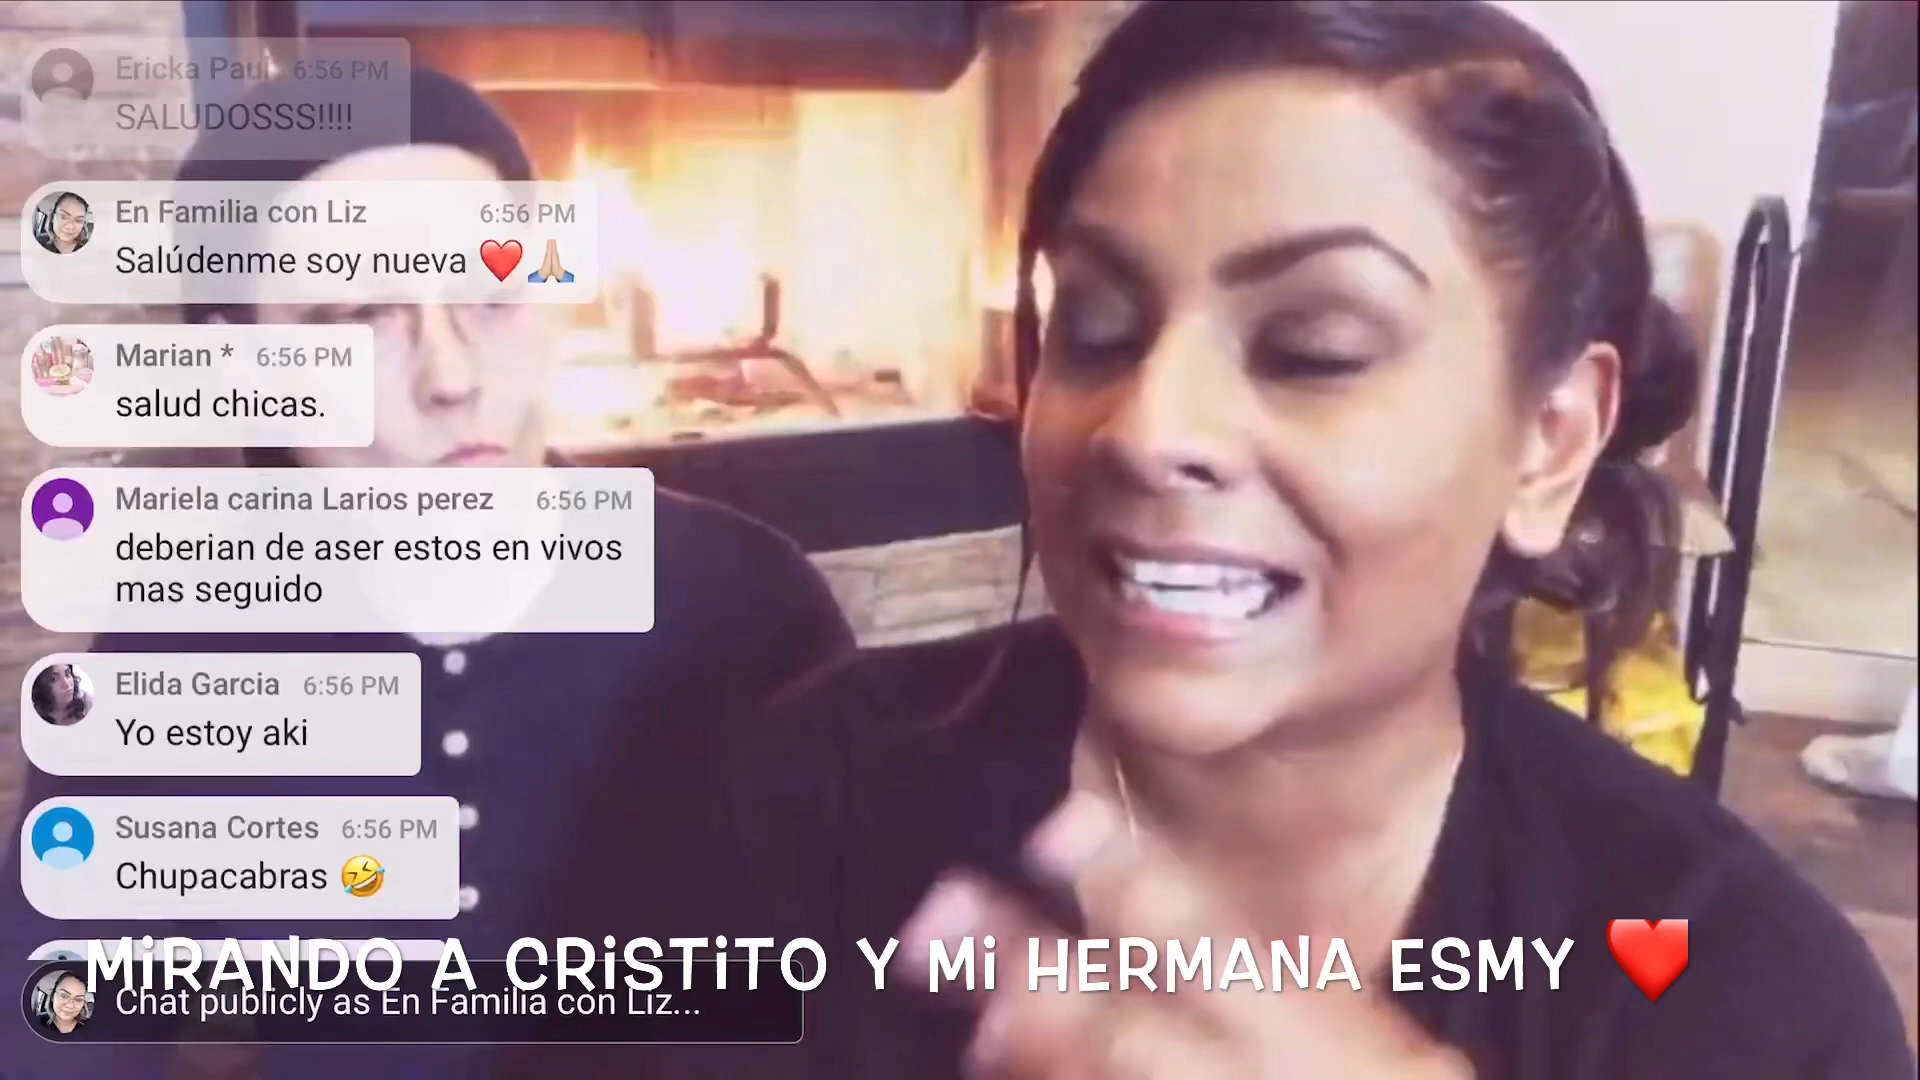 Ericka Paul 6:56 PM
SALUDOSSS!!!!
En Familia con Liz 6:56 PM
Salúdenme soy nueva ❤️🙏🏼
Marian * 6:56 PM
salud chicas.
Mariela carina Larios perez 6:56 PM
deberian de aser estos en vivos
mas seguido
Elida Garcia 6:56 PM
Yo estoy aki
Susana Cortes 6:56 PM
Chupacabras 🤣
MiRANDO A CRiSTiTO Y Mi HERMANA ESMY ❤️
Chat publicly as En Familia con Liz...